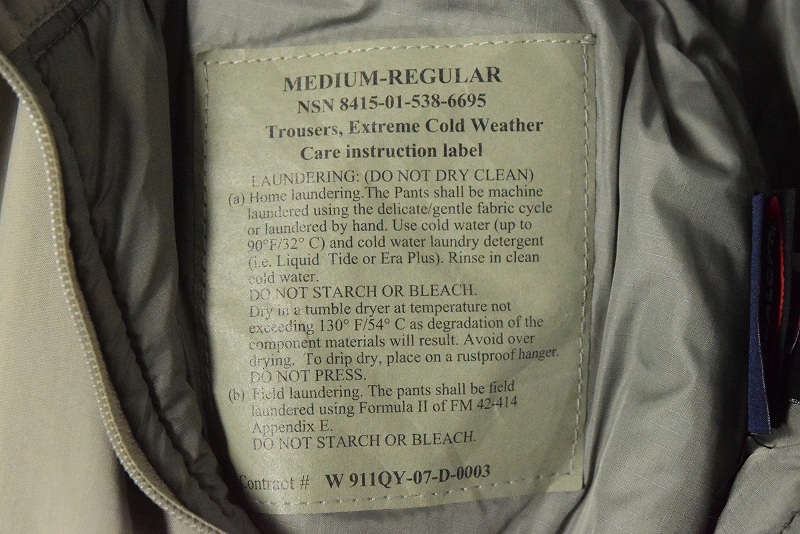 MEDIUM-REGULAR
NSN 8415-01-538-6695
Trousers, Extreme Cold Weather
Care instruction label
LAUNDERING: (DO NOT DRY CLEAN)
(a) Home laundering.The Pants shall be machine
laundered using the delicate/gentle fabric cycle
or laundered by hand. Use cold water (up to
90°F/32° C) and cold water laundry detergent
(i.e. Liquid Tide or Era Plus). Rinse in clean
cold water.
DO NOT STARCH OR BLEACH.
Dry in a tumble dryer at temperature not
exceeding 130° F/54° C as degradation of the
component materials will result. Avoid over
drying. To drip dry, place on a rustproof hanger.
DO NOT PRESS.
(b) Field laundering. The pants shall be field
laundered using Formula II of FM 42-414
Appendix E.
DO NOT STARCH OR BLEACH.
Contract # W 911QY-07-D-0003